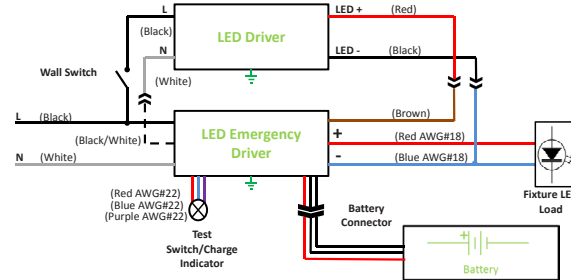 L
LED +
(Red)
(Black)
LED Driver
N
LED -
(Black)
Wall Switch
(White)
L
(Black)
(Brown)
LED Emergency
Driver
+
(Red AWG#18)
(Black/White)
-
(Blue AWG#18)
N
(White)
(Red AWG#22)
(Blue AWG#22)
(Purple AWG#22)
Battery
Connector
Fixture LE
Load
Test
Switch/Charge
Indicator
+
Battery